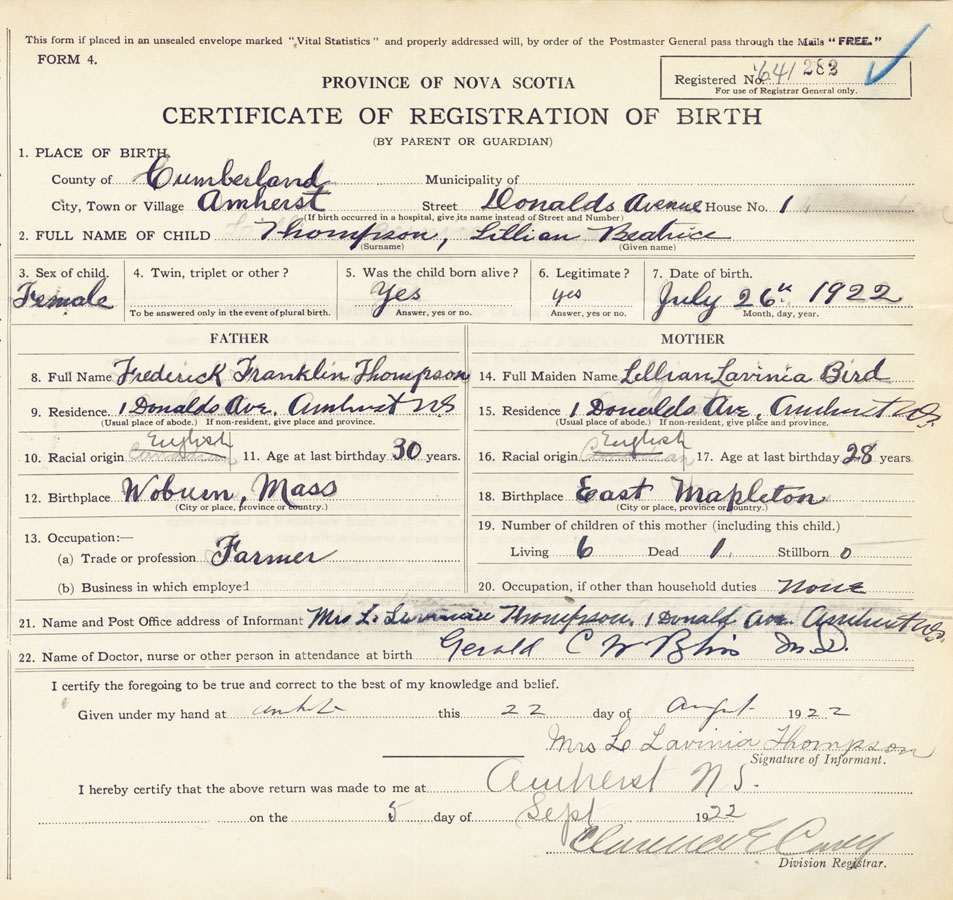 This form if placed in an unsealed envelope marked "Vital Statistics" and properly addressed will, by order of the Postmaster General pass through the Mails "FREE."
FORM 4.
Registered No. 641 283
For use of Registrar General only.
PROVINCE OF NOVA SCOTIA
CERTIFICATE OF REGISTRATION OF BIRTH
(BY PARENT OR GUARDIAN)
1. PLACE OF BIRTH
County of Cumberland Municipality of
City, Town or Village Amherst Street Donalds Avenue House No. 1
(If birth occurred in a hospital, give its name instead of Street and Number)
2. FULL NAME OF CHILD Thompson, Lillian Beatrice
(Surname) (Given name)
3. Sex of child. 4. Twin, triplet or other? 5. Was the child born alive? 6. Legitimate? 7. Date of birth.
Female Yes yes July 26th 1922
To be answered only in the event of plural birth. Answer, yes or no. Answer, yes or no. Month, day, year.
FATHER MOTHER
8. Full Name Frederick Franklin Thompson 14. Full Maiden Name Lillian Lavinia Bird
9. Residence. 1 Donalds Ave, Amherst NS 15. Residence 1 Donalds Ave, Amherst N.S.
(Usual place of abode.) If non-resident, give place and province. (Usual place of abode.) If non-resident, give place and province.
10. Racial origin English 11. Age at last birthday 30 years. 16. Racial origin English 17. Age at last birthday 28 years
12. Birthplace Woburn, Mass 18. Birthplace East Mapleton
(City or place, province or country.) (City or place, province or country.)
19. Number of children of this mother (including this child.)
13. Occupation:—
(a) Trade or profession Farmer Living 6 Dead 1, Stillborn 0
(b) Business in which employed 20. Occupation, if other than household duties none
21. Name and Post Office address of Informant Mrs L. Lavinia Thompson, 1 Donald Ave. Amherst N.S.
22. Name of Doctor, nurse or other person in attendance at birth Gerald C W Bliss M.D.
I certify the foregoing to be true and correct to the best of my knowledge and belief.
Given under my hand at this 22 day of August 1922
Mrs L. Lavinia Thompson
Signature of Informant.
I hereby certify that the above return was made to me at Amherst N.S.
on the 5 day of Sept 1922
Clarence E Casey
Division Registrar.